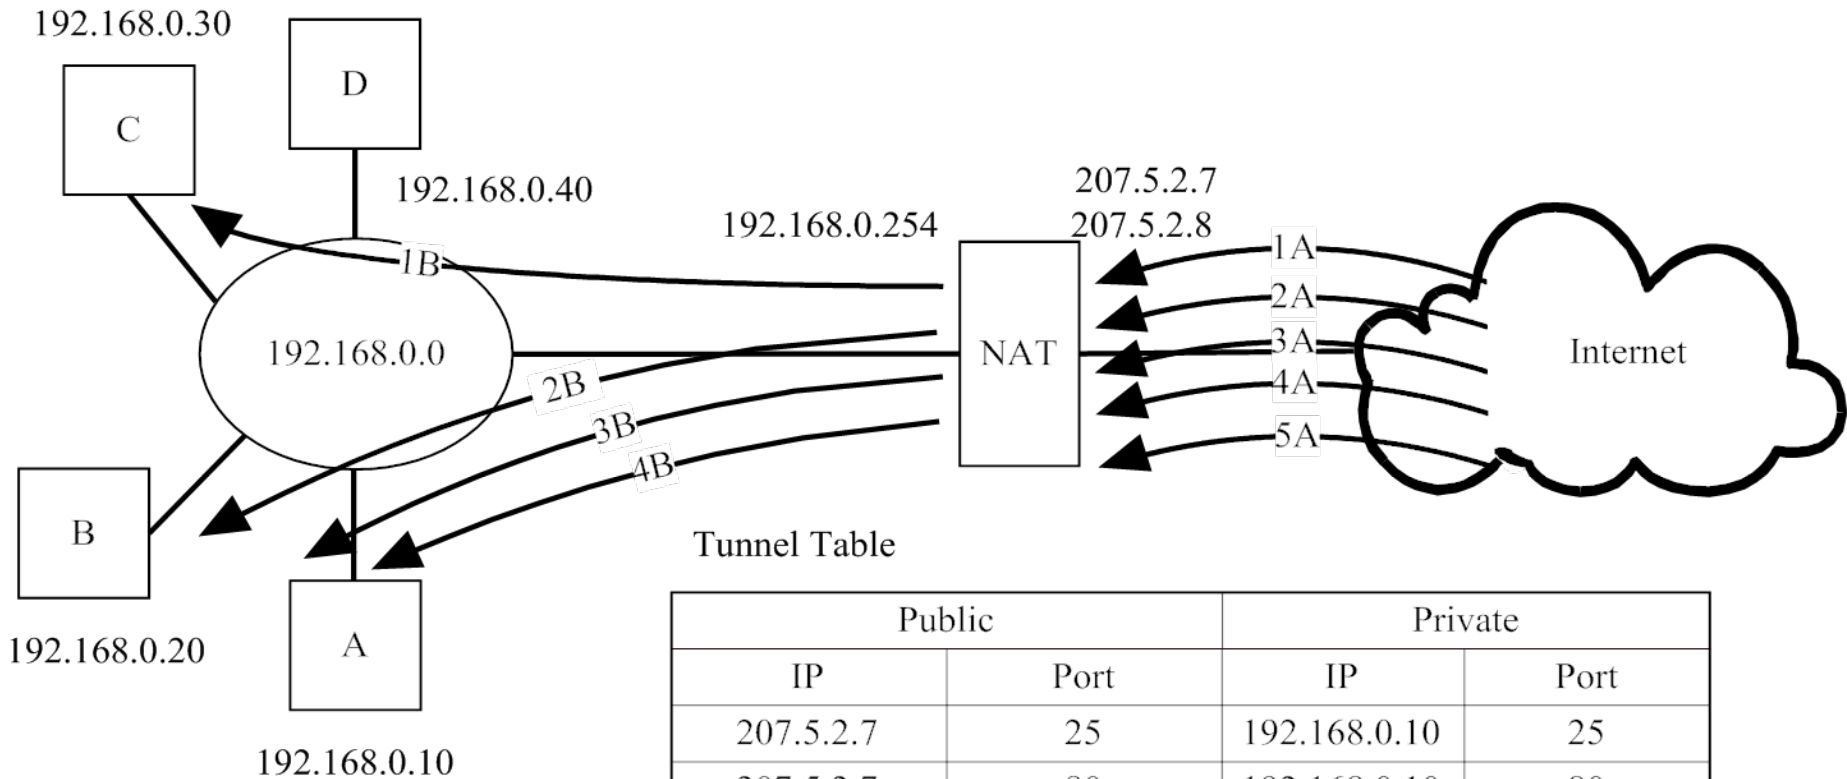 192.168.0.30
D
C
192.168.0.40
207.5.2.7
192.168.0.254
207.5.2.8
1A
1B
2A
3A
192.168.0.0
NAT
Internet
2B
4A
3B
5A
4B
B
Tunnel Table
Public Private
IP Port IP Port
192.168.0.20
A
207.5.2.7 25 192.168.0.10 25
192.168.0.10